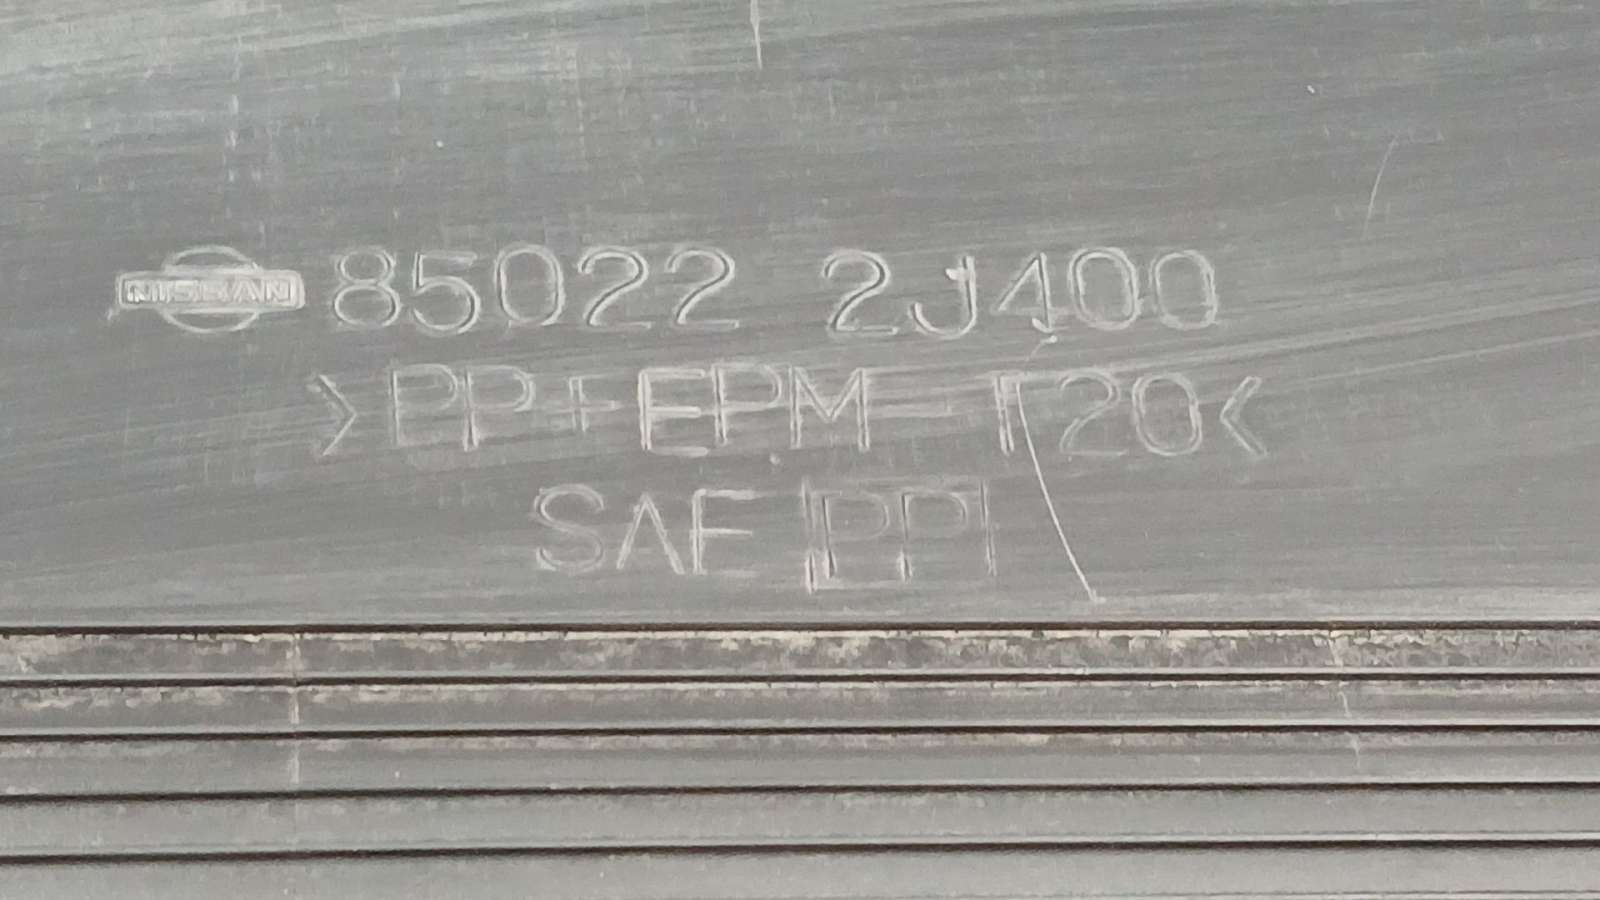 NISSAN 85022 2J400
>PP+EPM-T20<
SAE PP